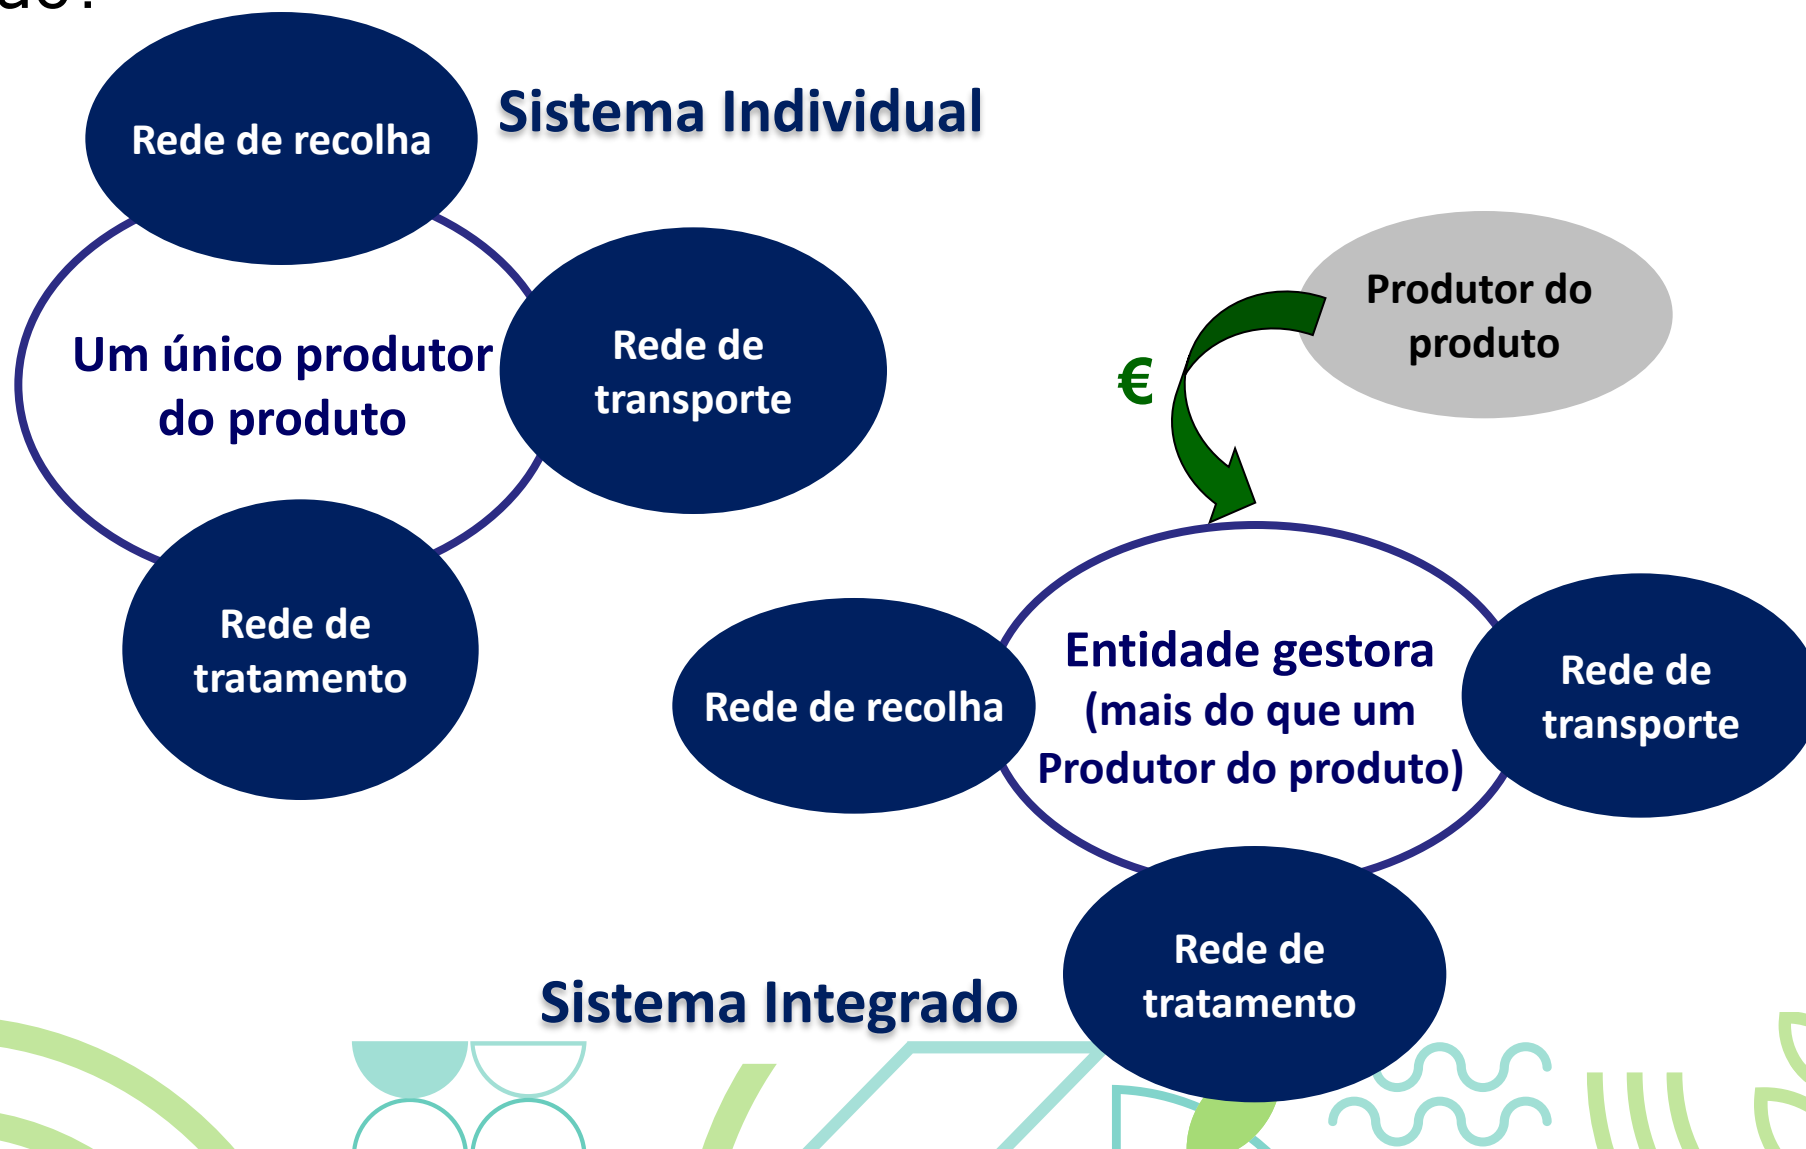 Sistema Individual
Rede de recolha
Um único produtor
do produto
Rede de
transporte
Rede de
tratamento
Produtor do
produto
€
Entidade gestora
(mais do que um
Produtor do produto)
Rede de recolha
Rede de
transporte
Rede de
tratamento
Sistema Integrado